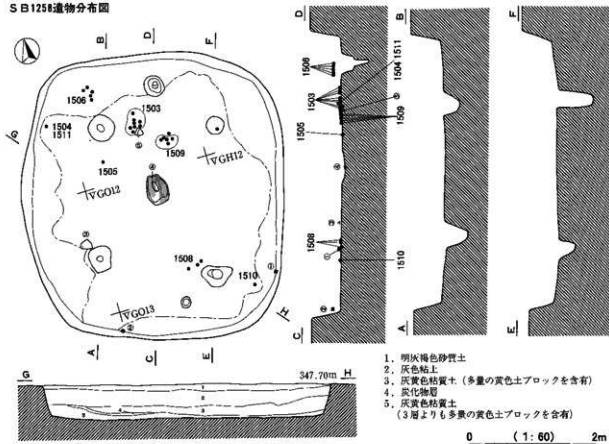 SB1258遺物分布図
B
D
F
1506
1503
1504
1511
1509
1505
VGH12
VGO12
G
1508
1510
VGO13
H
A
C
E
D
1506
1503
1505
1508
C
1511
1504
1509
1510
B
A
F
E
G
347.70m
H
1
2
3
4
5
1. 明灰褐色砂質土
2. 灰色粘土
3. 灰黄色粘質土(多量の黄色土ブロックを含有)
4. 炭化物層
5. 灰黄色粘質土
(3層よりも多量の黄色土ブロックを含有)
0 (1:60) 2m